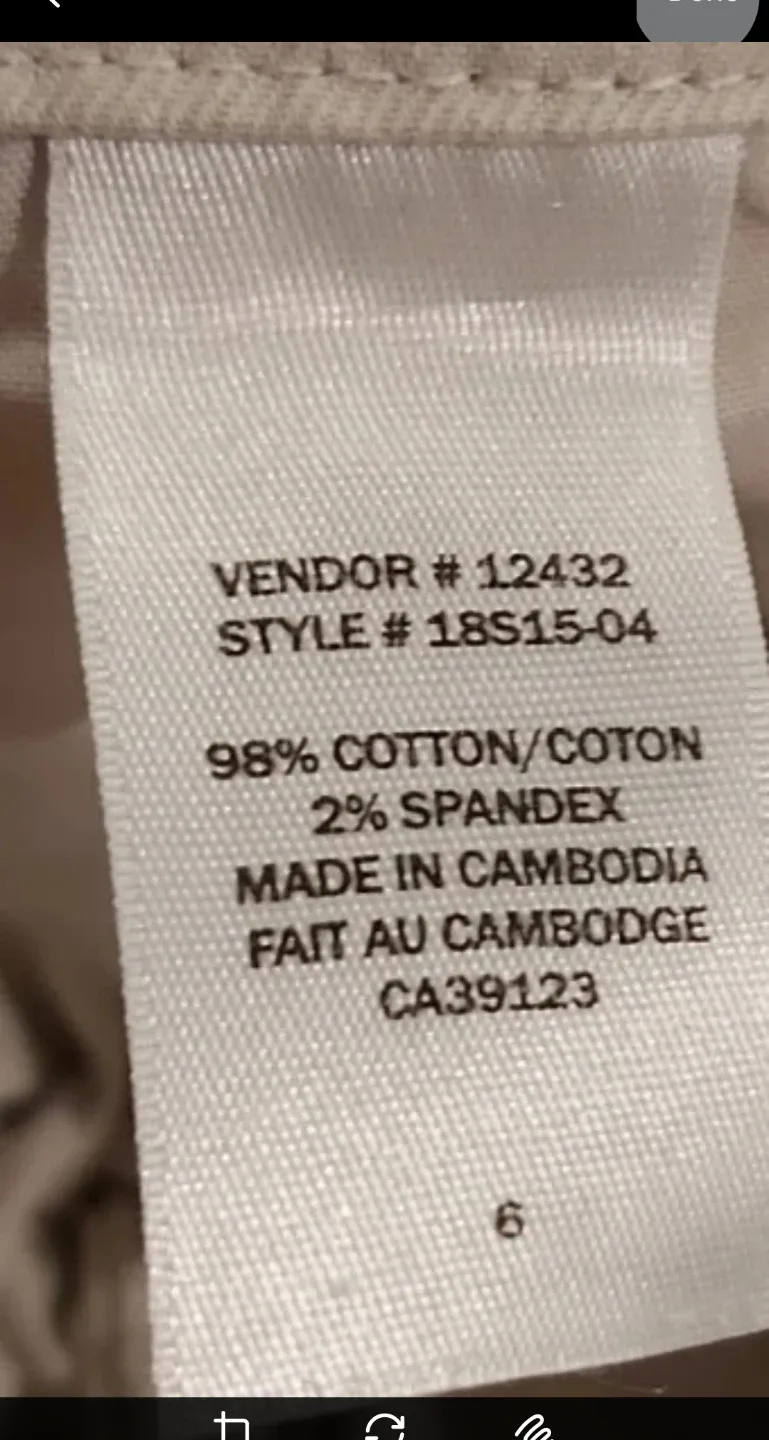 VENDOR # 12432
STYLE # 18S15-04
98% COTTON/COTON
2% SPANDEX
MADE IN CAMBODIA
FAIT AU CAMBODGE
CA39123
6